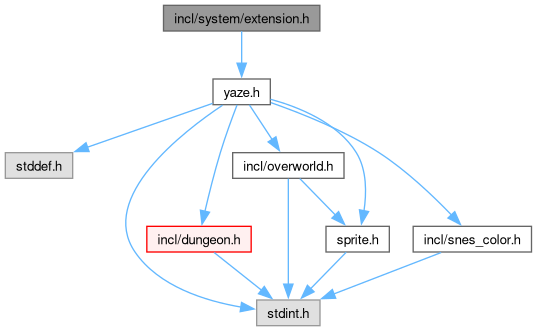 incl/system/extension.h
yaze.h
stddef.h
incl/overworld.h
incl/dungeon.h
sprite.h
incl/snes_color.h
stdint.h